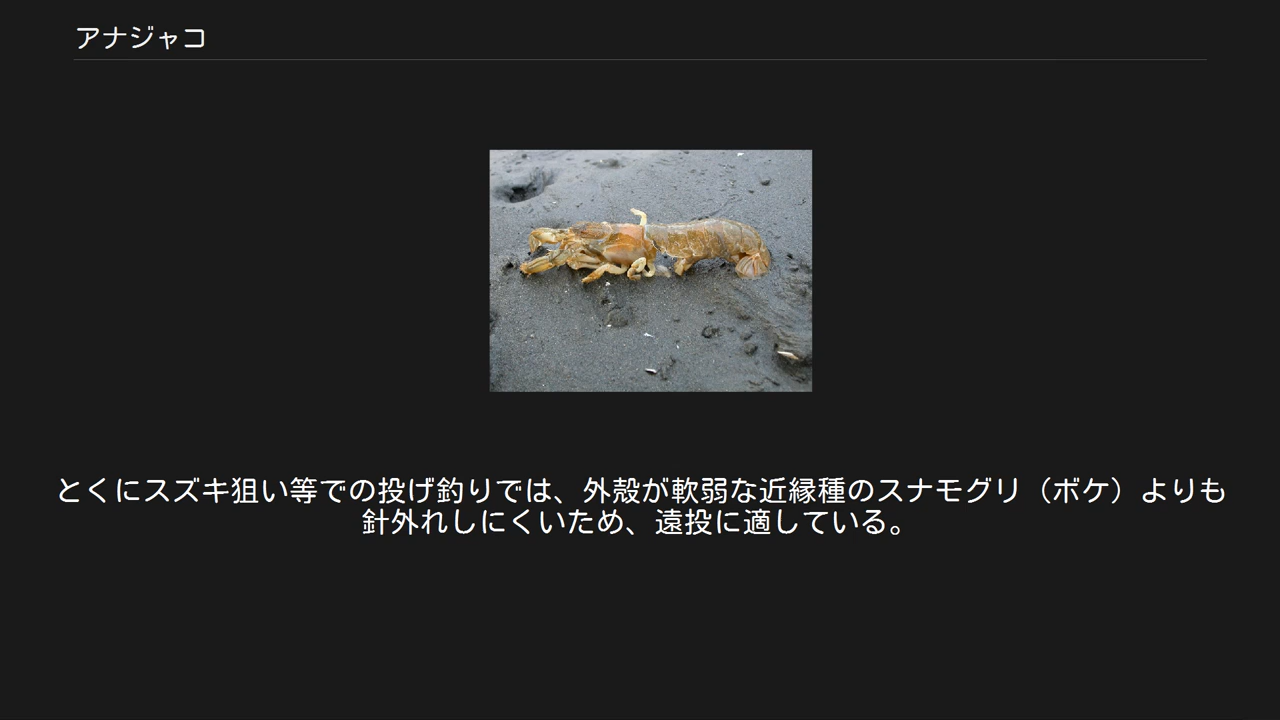 アナジャコ
とくにスズキ狙い等での投げ釣りでは、外殻が軟弱な近縁種のスナモグリ（ボケ）よりも
針外れしにくいため、遠投に適している。